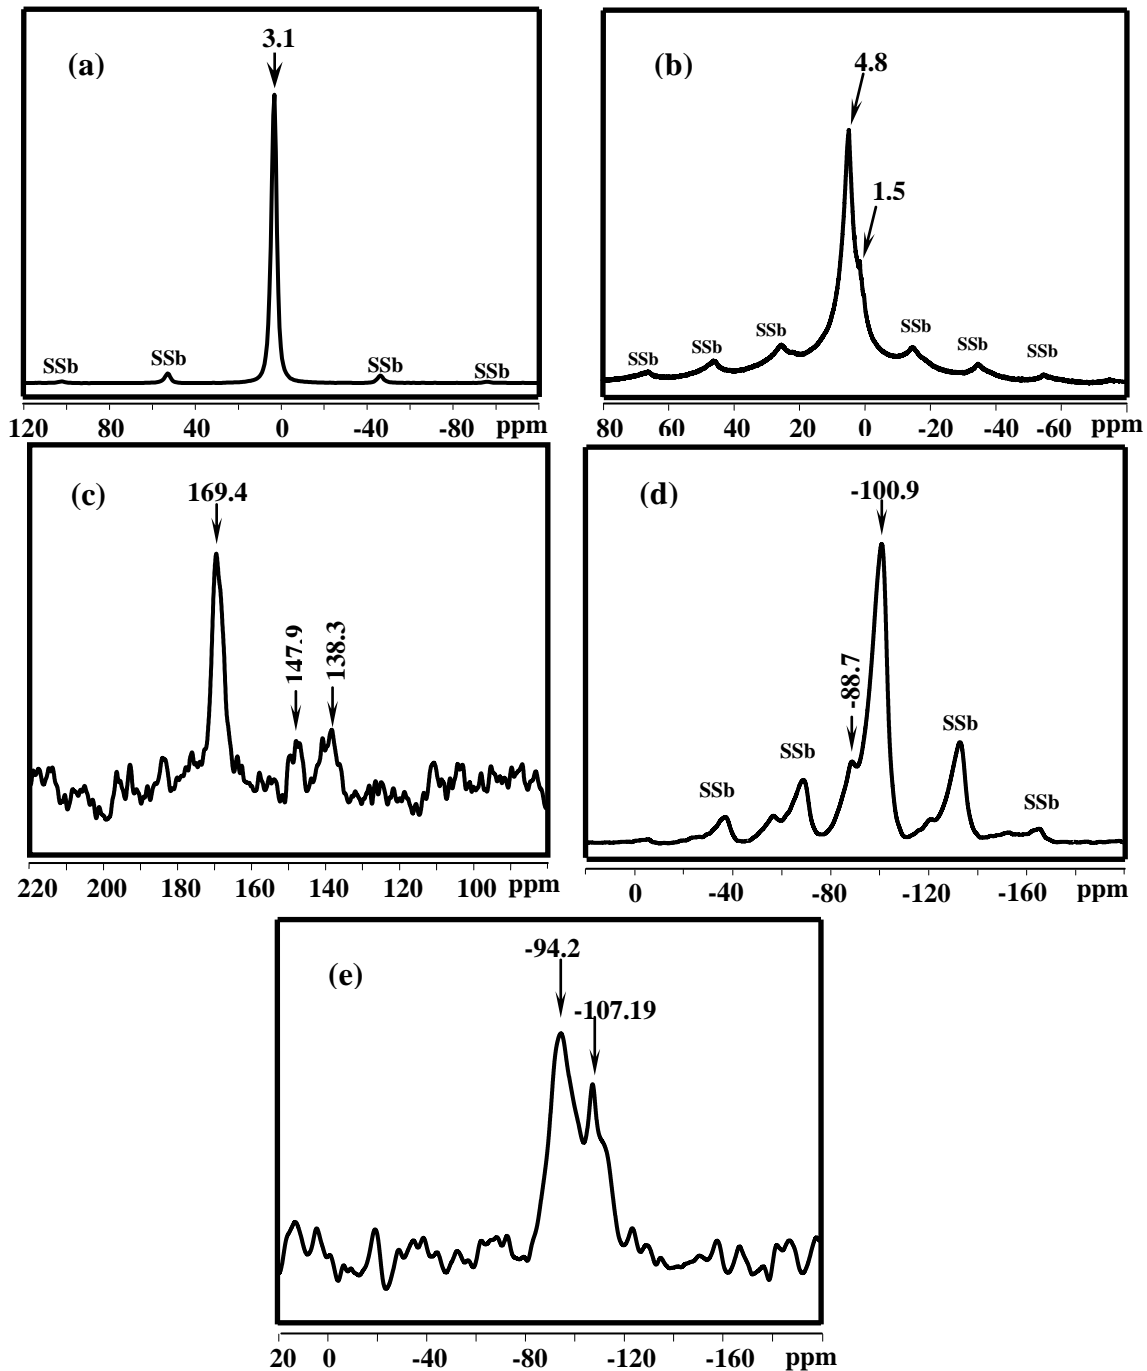 (a)
3.1
SSb SSb SSb SSb
120 80 40 0 -40 -80 ppm
(b)
4.8
1.5
SSb SSb SSb SSb SSb SSb
80 60 40 20 0 -20 -40 -60 ppm
(c)
169.4
147.9
138.3
220 200 180 160 140 120 100 ppm
(d)
-100.9
-88.7
SSb SSb SSb SSb
0 -40 -80 -120 -160 ppm
(e)
-94.2
-107.19
20 0 -40 -80 -120 -160 ppm